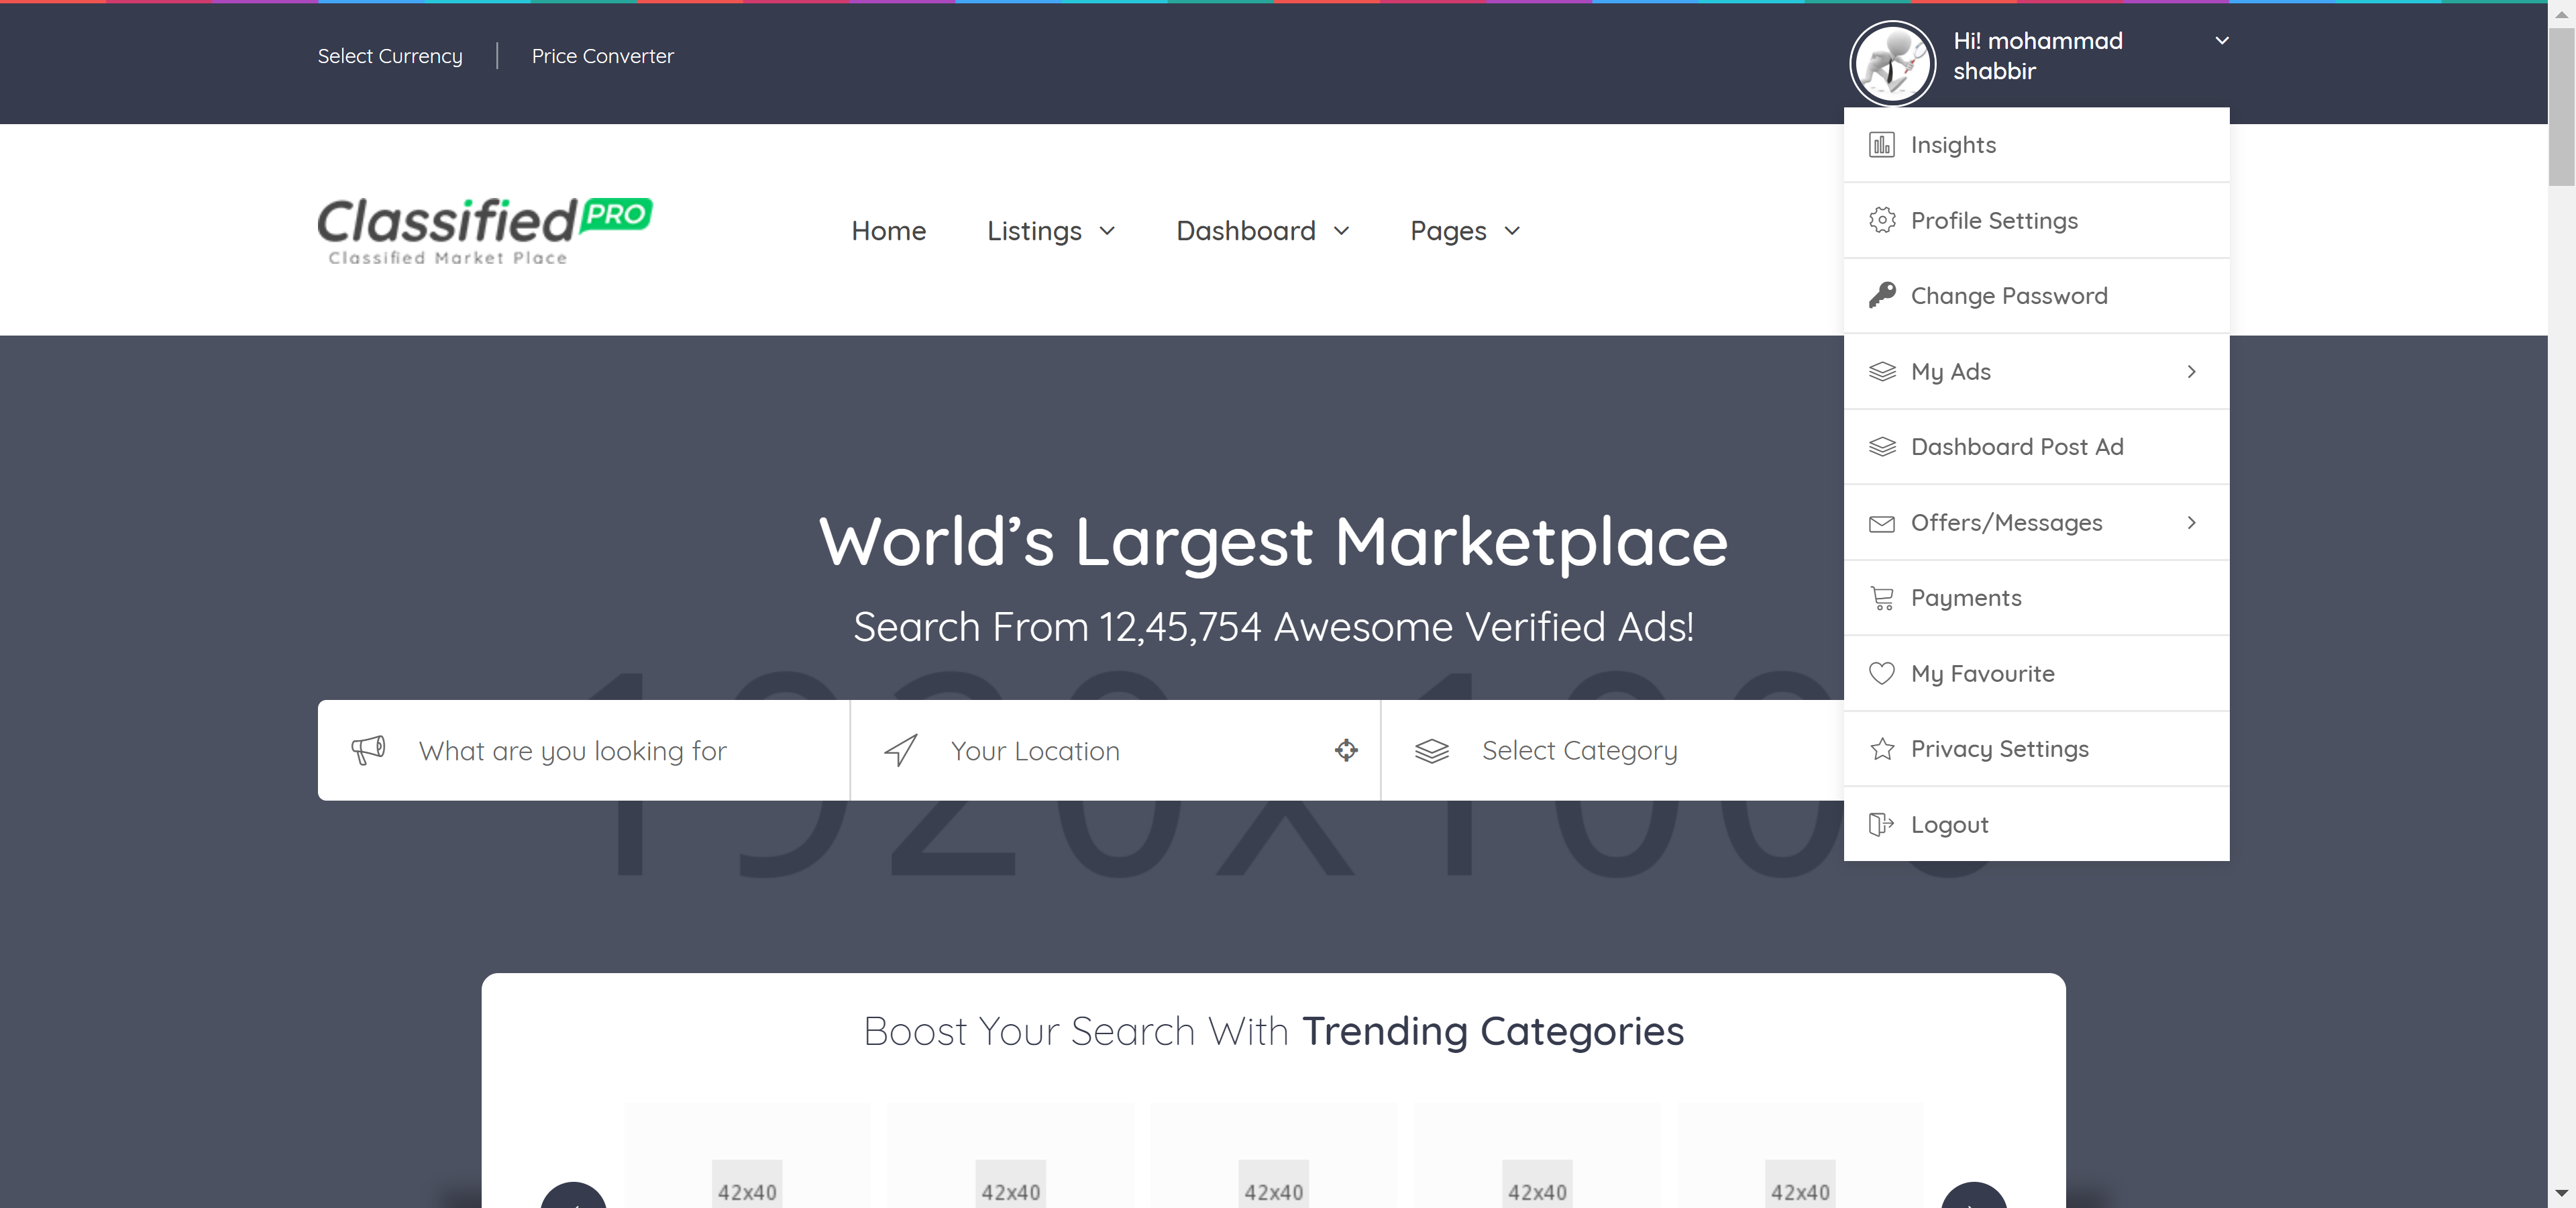 Select Currency
Price Converter
Hi! mohammad
shabbir
Classified PRO
Classified Market Place
Home
Listings
Dashboard
Pages
Insights
Profile Settings
Change Password
My Ads
Dashboard Post Ad
Offers/Messages
Payments
My Favourite
Privacy Settings
Logout
World’s Largest Marketplace
Search From 12,45,754 Awesome Verified Ads!
What are you looking for
Your Location
Select Category
Boost Your Search With Trending Categories
42x40
42x40
42x40
42x40
42x40